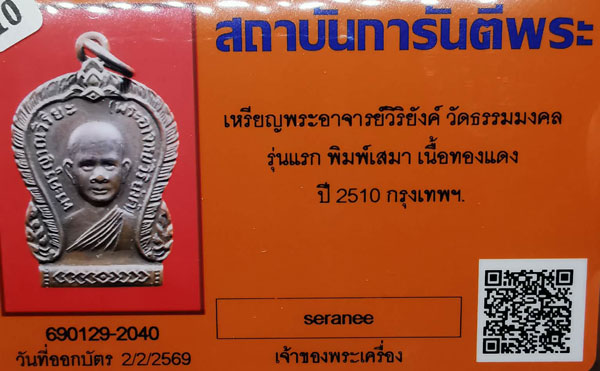 10
สถาบันการันตีพระ
เหรียญพระอาจารย์วิริยังค์ วัดธรรมมงคล
รุ่นแรก พิมพ์เสมา เนื้อทองแดง
ปี 2510 กรุงเทพฯ.
seranee
690129-2040
วันที่ออกบัตร 2/2/2569
เจ้าของพระเครื่อง